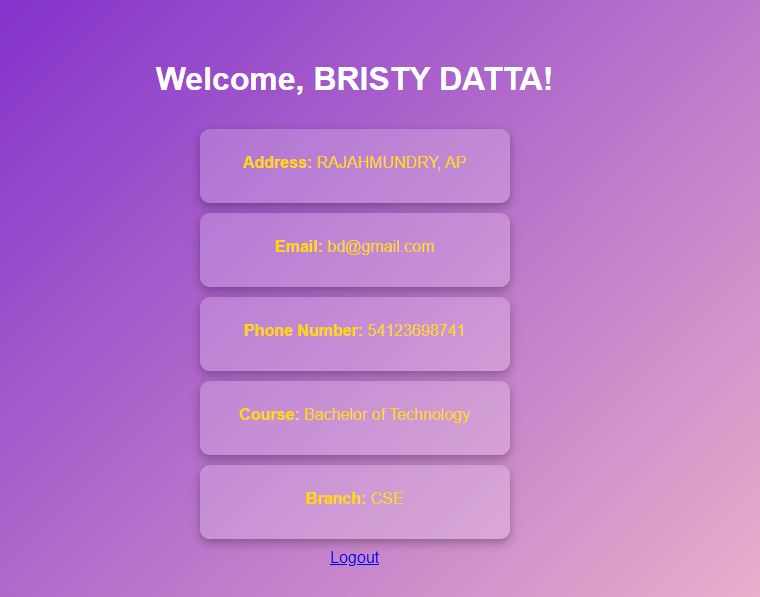 Welcome, BRISTY DATTA!
Address: RAJAHMUNDRY, AP
Email: bd@gmail.com
Phone Number: 54123698741
Course: Bachelor of Technology
Branch: CSE
Logout